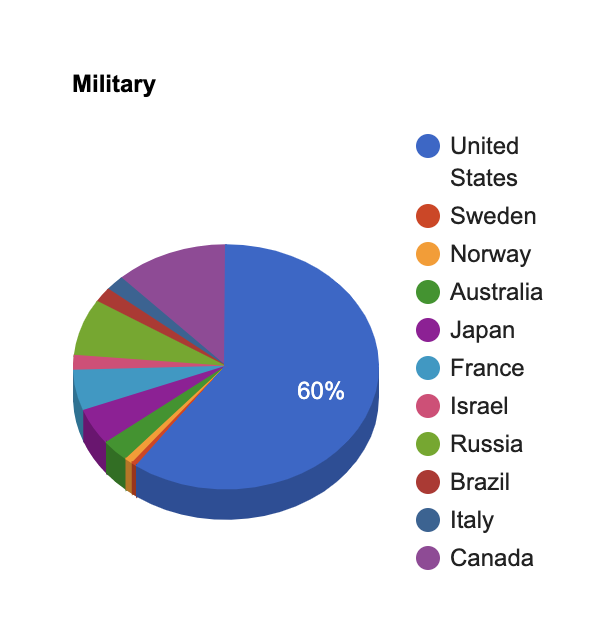 Military
United
States
Sweden
Norway
Australia
Japan
France
60%
Israel
Russia
Brazil
Italy
Canada